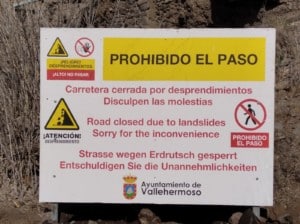 ¡PELIGRO!
DESPRENDIMIENTOS
¡ALTO! NO PASAR
PROHIBIDO EL PASO
Carretera cerrada por desprendimientos
Disculpen las molestias
¡ATENCIÓN!
DESPRENDIMIENTO
Road closed due to landslides
Sorry for the inconvenience
PROHIBIDO
EL PASO
Strasse wegen Erdrutsch gesperrt
Entschuldigen Sie die Unannehmlichkeiten
Ayuntamiento de
Vallehermoso